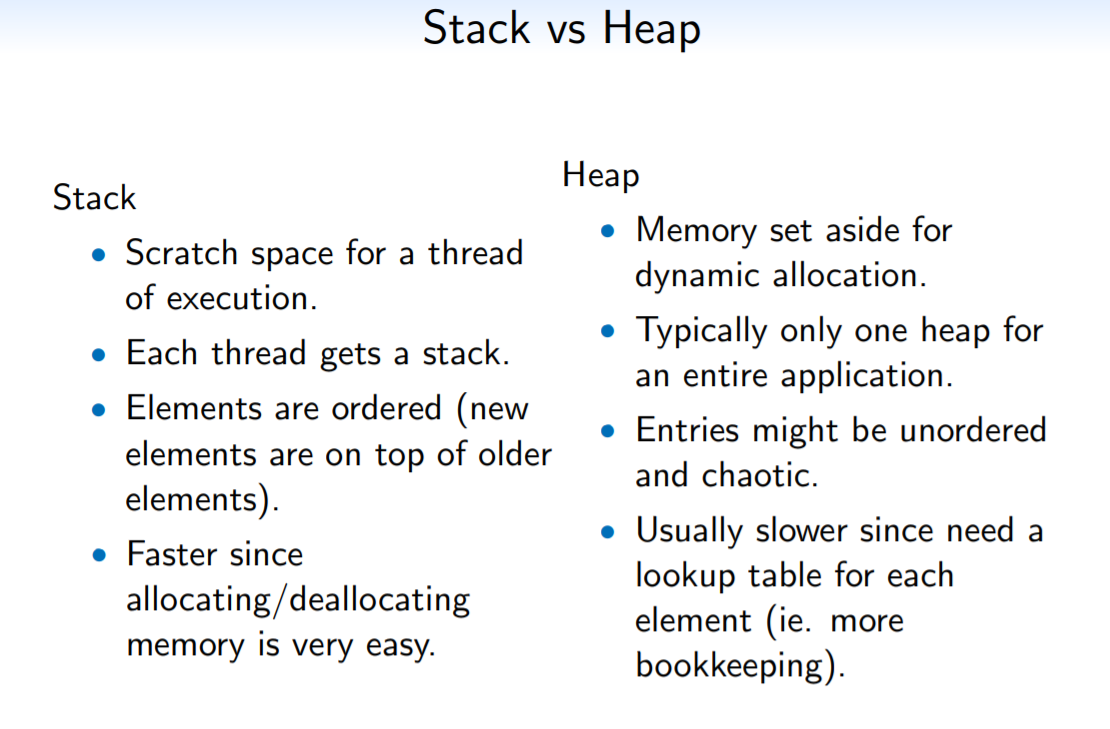 Stack vs Heap
Stack
• Scratch space for a thread
of execution.
• Each thread gets a stack.
• Elements are ordered (new
elements are on top of older
elements).
• Faster since
allocating/deallocating
memory is very easy.
Heap
• Memory set aside for
dynamic allocation.
• Typically only one heap for
an entire application.
• Entries might be unordered
and chaotic.
• Usually slower since need a
lookup table for each
element (ie. more
bookkeeping).